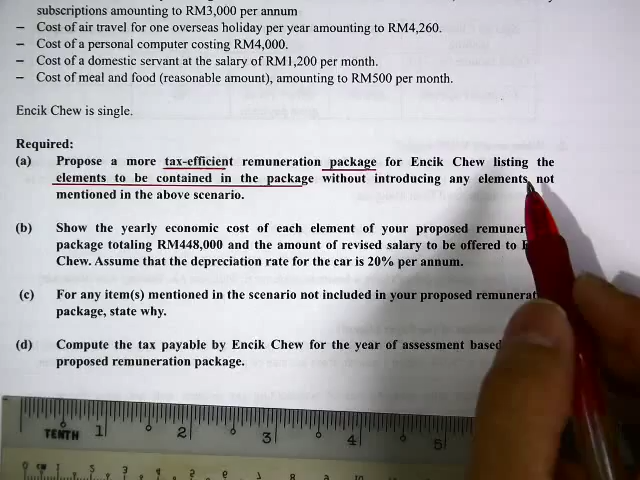 subscriptions amounting to RM3,000 per annum
– Cost of air travel for one overseas holiday per year amounting to RM4,260.
– Cost of a personal computer costing RM4,000.
– Cost of a domestic servant at the salary of RM1,200 per month.
– Cost of meal and food (reasonable amount), amounting to RM500 per month.
Encik Chew is single.
Required:
(a) Propose a more tax-efficient remuneration package for Encik Chew listing the
elements to be contained in the package without introducing any elements not
mentioned in the above scenario.
(b) Show the yearly economic cost of each element of your proposed remuner
package totaling RM448,000 and the amount of revised salary to be offered to
Chew. Assume that the depreciation rate for the car is 20% per annum.
(c) For any item(s) mentioned in the scenario not included in your proposed remunerat
package, state why.
(d) Compute the tax payable by Encik Chew for the year of assessment based
proposed remuneration package.
TENTH 1 2 3 4 5